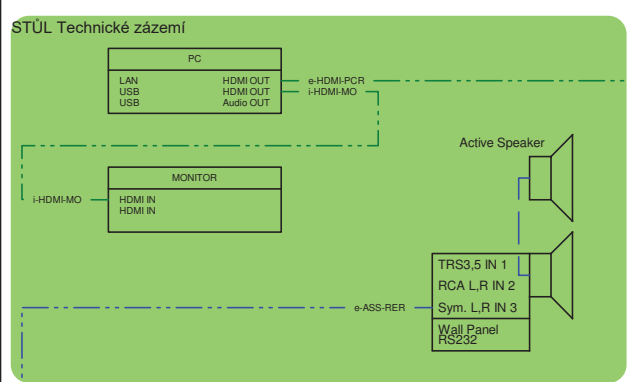 STŮL Technické zázemí
PC
LAN HDMI OUT e-HDMI-PCR
USB HDMI OUT i-HDMI-MO
USB Audio OUT
Active Speaker
MONITOR
i-HDMI-MO HDMI IN
HDMI IN
TRS3,5 IN 1
RCA L,R IN 2
e-ASS-RER Sym. L,R IN 3
Wall Panel
RS232